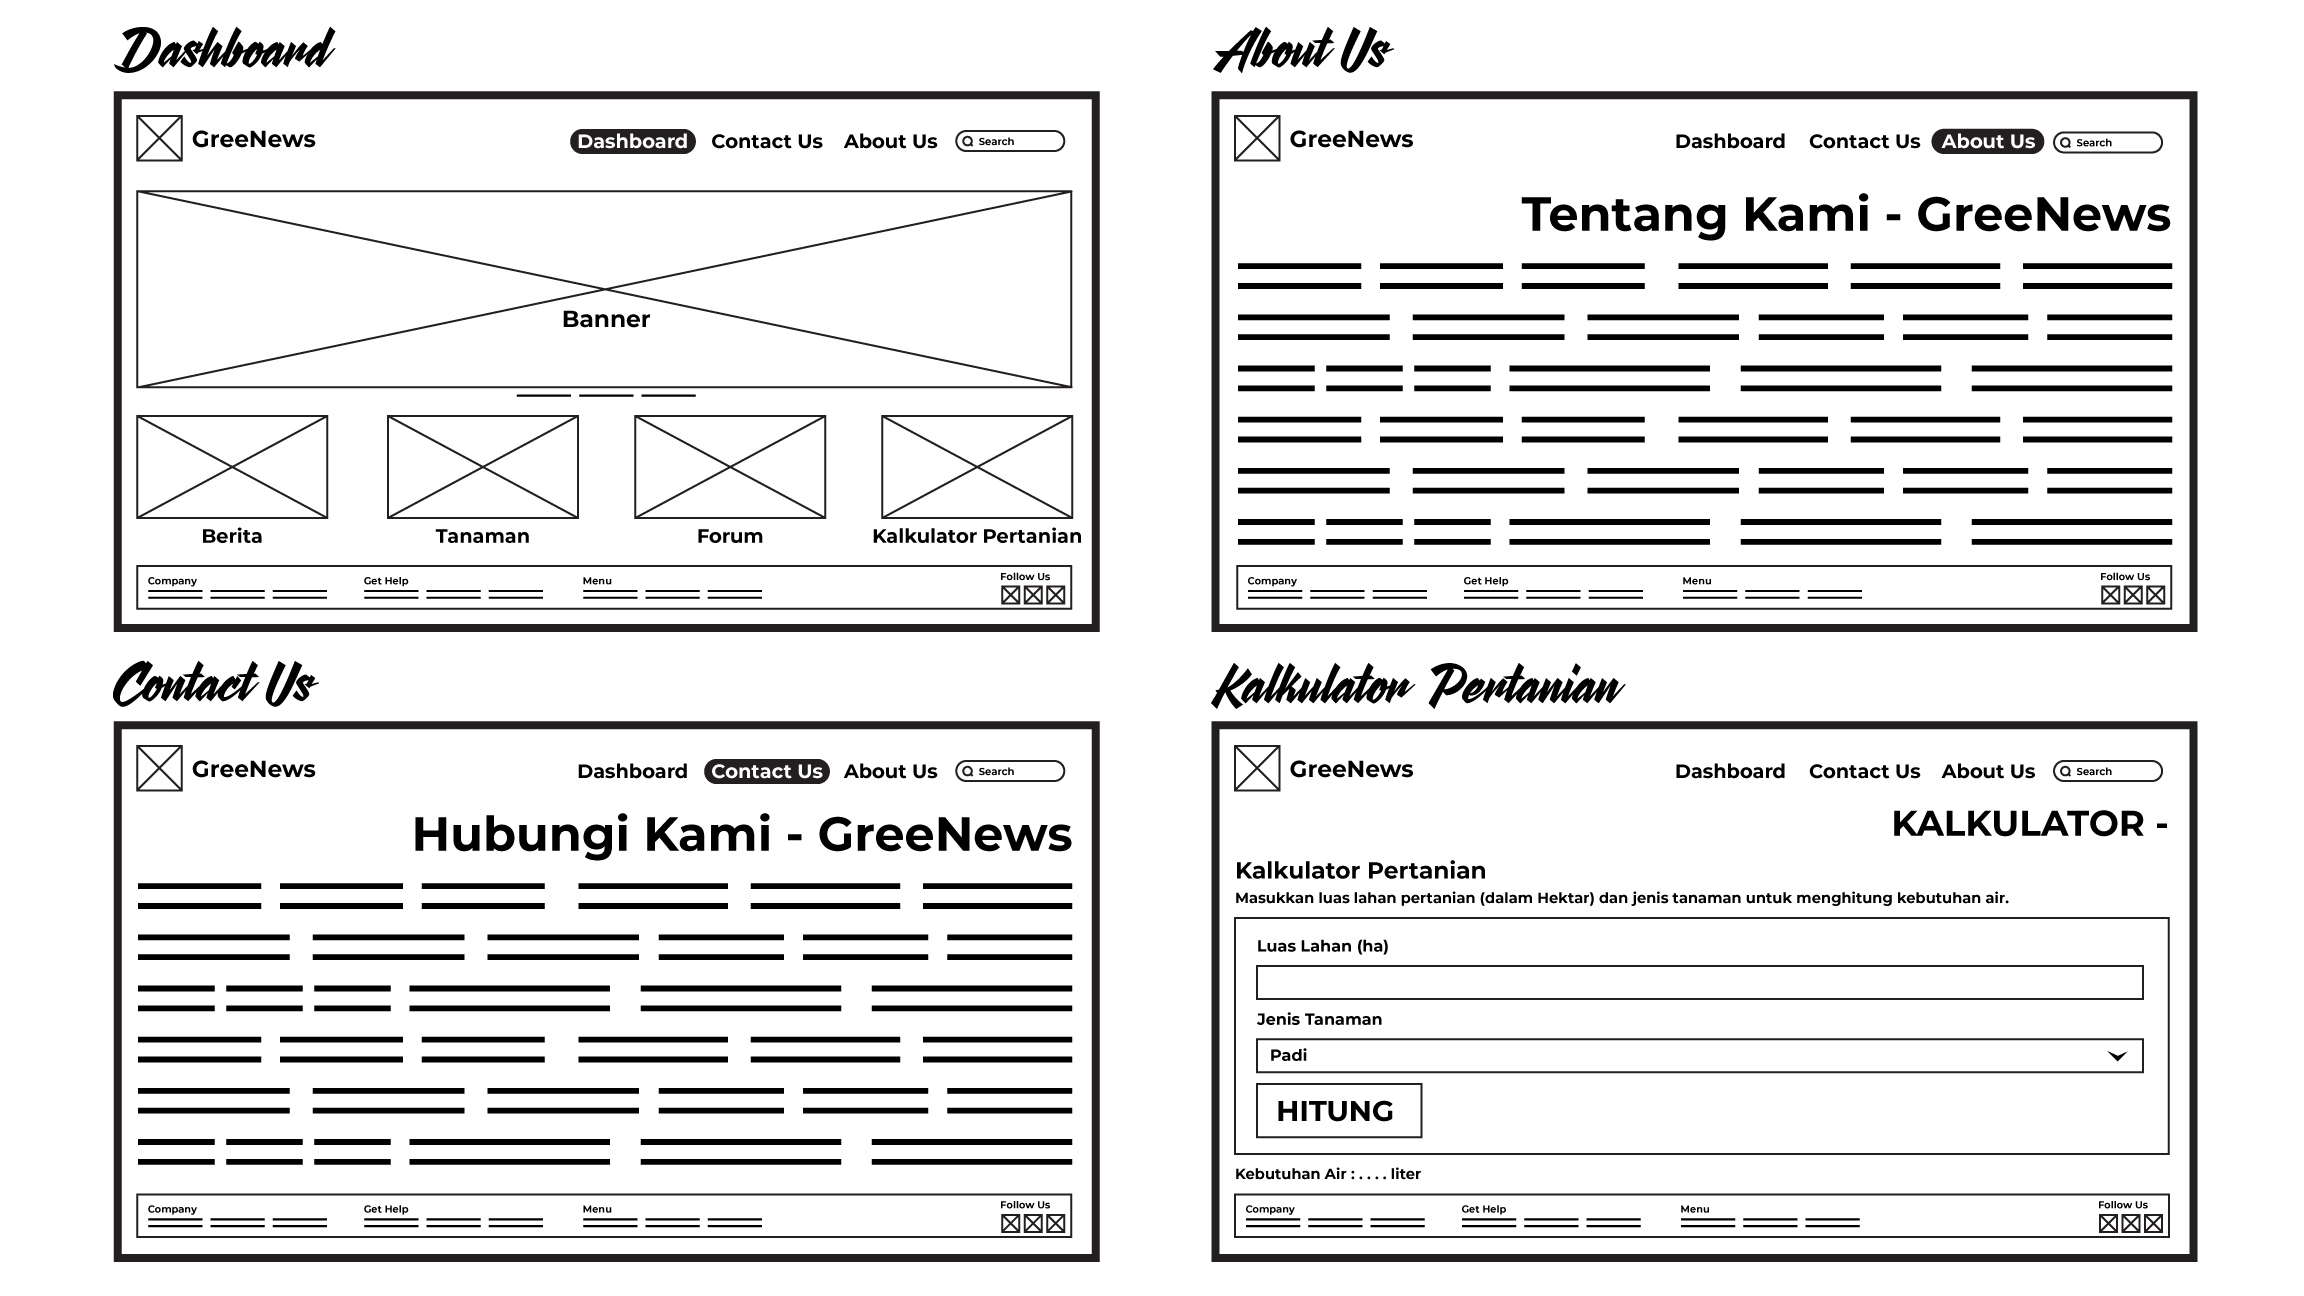 Dashboard
GreeNews
Dashboard Contact Us About Us Search
Banner
Berita Tanaman Forum Kalkulator Pertanian
Company Get Help Menu Follow Us
About Us
GreeNews
Dashboard Contact Us About Us Search
Tentang Kami - GreeNews
Company Get Help Menu Follow Us
Contact Us
GreeNews
Dashboard Contact Us About Us Search
Hubungi Kami - GreeNews
Company Get Help Menu Follow Us
Kalkulator Pertanian
GreeNews
Dashboard Contact Us About Us Search
KALKULATOR -
Kalkulator Pertanian
Masukkan luas lahan pertanian (dalam Hektar) dan jenis tanaman untuk menghitung kebutuhan air.
Luas Lahan (ha)
Jenis Tanaman
Padi
HITUNG
Kebutuhan Air : . . . . liter
Company Get Help Menu Follow Us